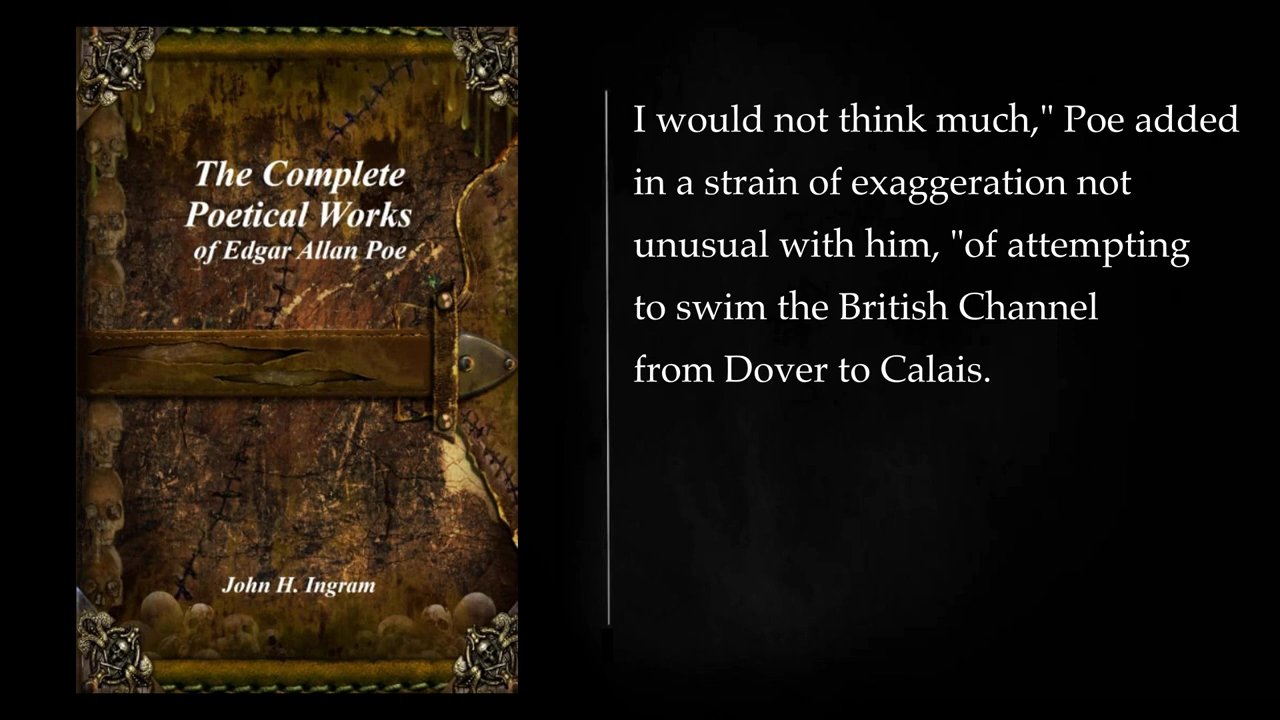 The Complete
Poetical Works
of Edgar Allan Poe
John H. Ingram
I would not think much," Poe added
in a strain of exaggeration not
unusual with him, "of attempting
to swim the British Channel
from Dover to Calais.